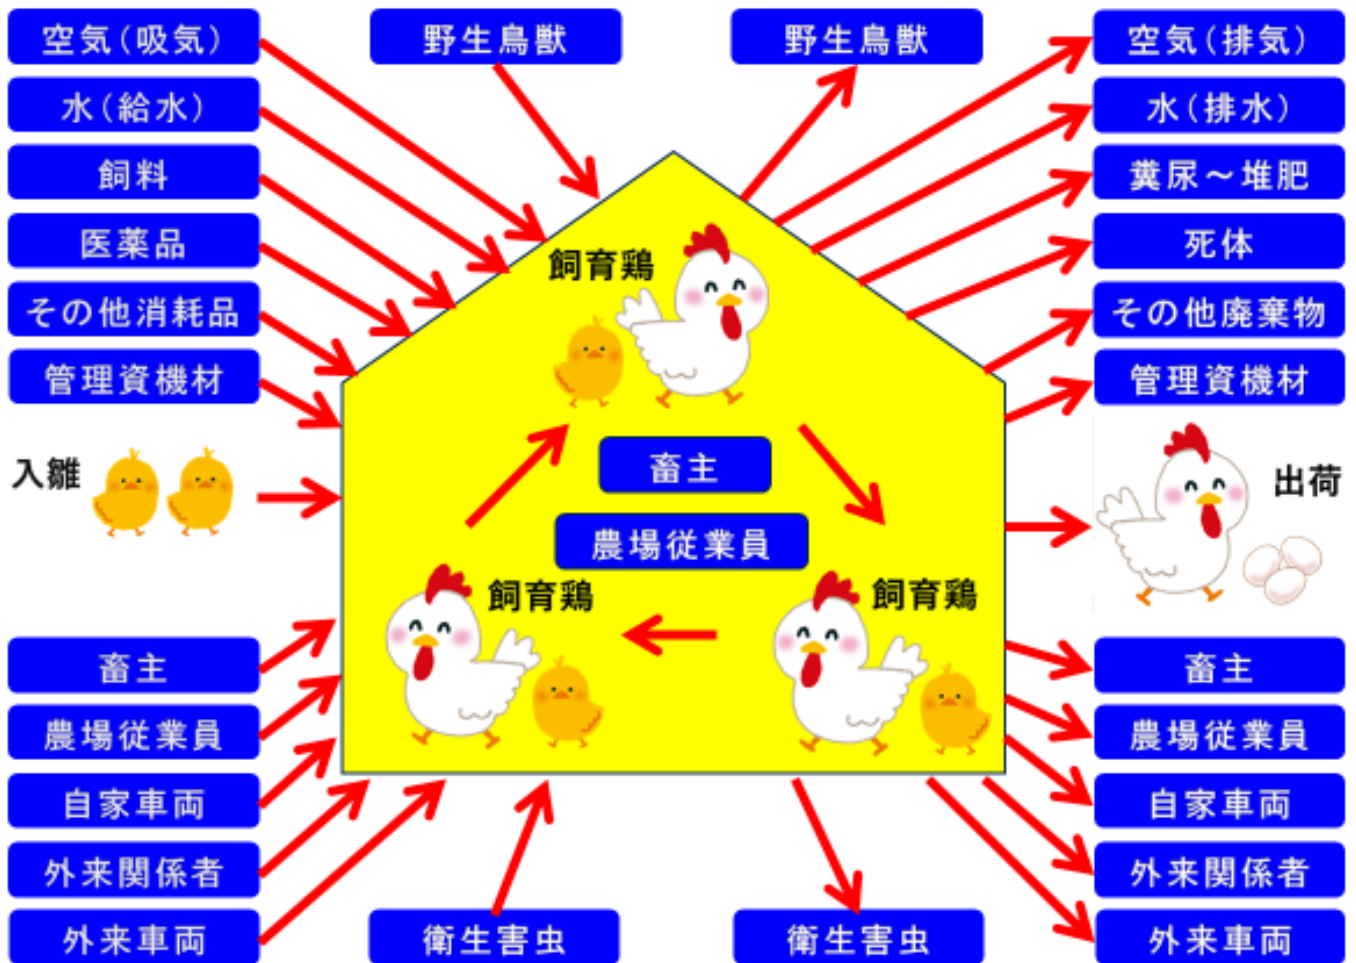 空気(吸気)
水(給水)
飼料
医薬品
その他消耗品
管理資機材
入雛
畜主
農場従業員
自家車両
外来関係者
外来車両
野生鳥獣
野生鳥獣
飼育鶏
畜主
農場従業員
飼育鶏
飼育鶏
衛生害虫
衛生害虫
空気(排気)
水(排水)
糞尿～堆肥
死体
その他廃棄物
管理資機材
出荷
畜主
農場従業員
自家車両
外来関係者
外来車両